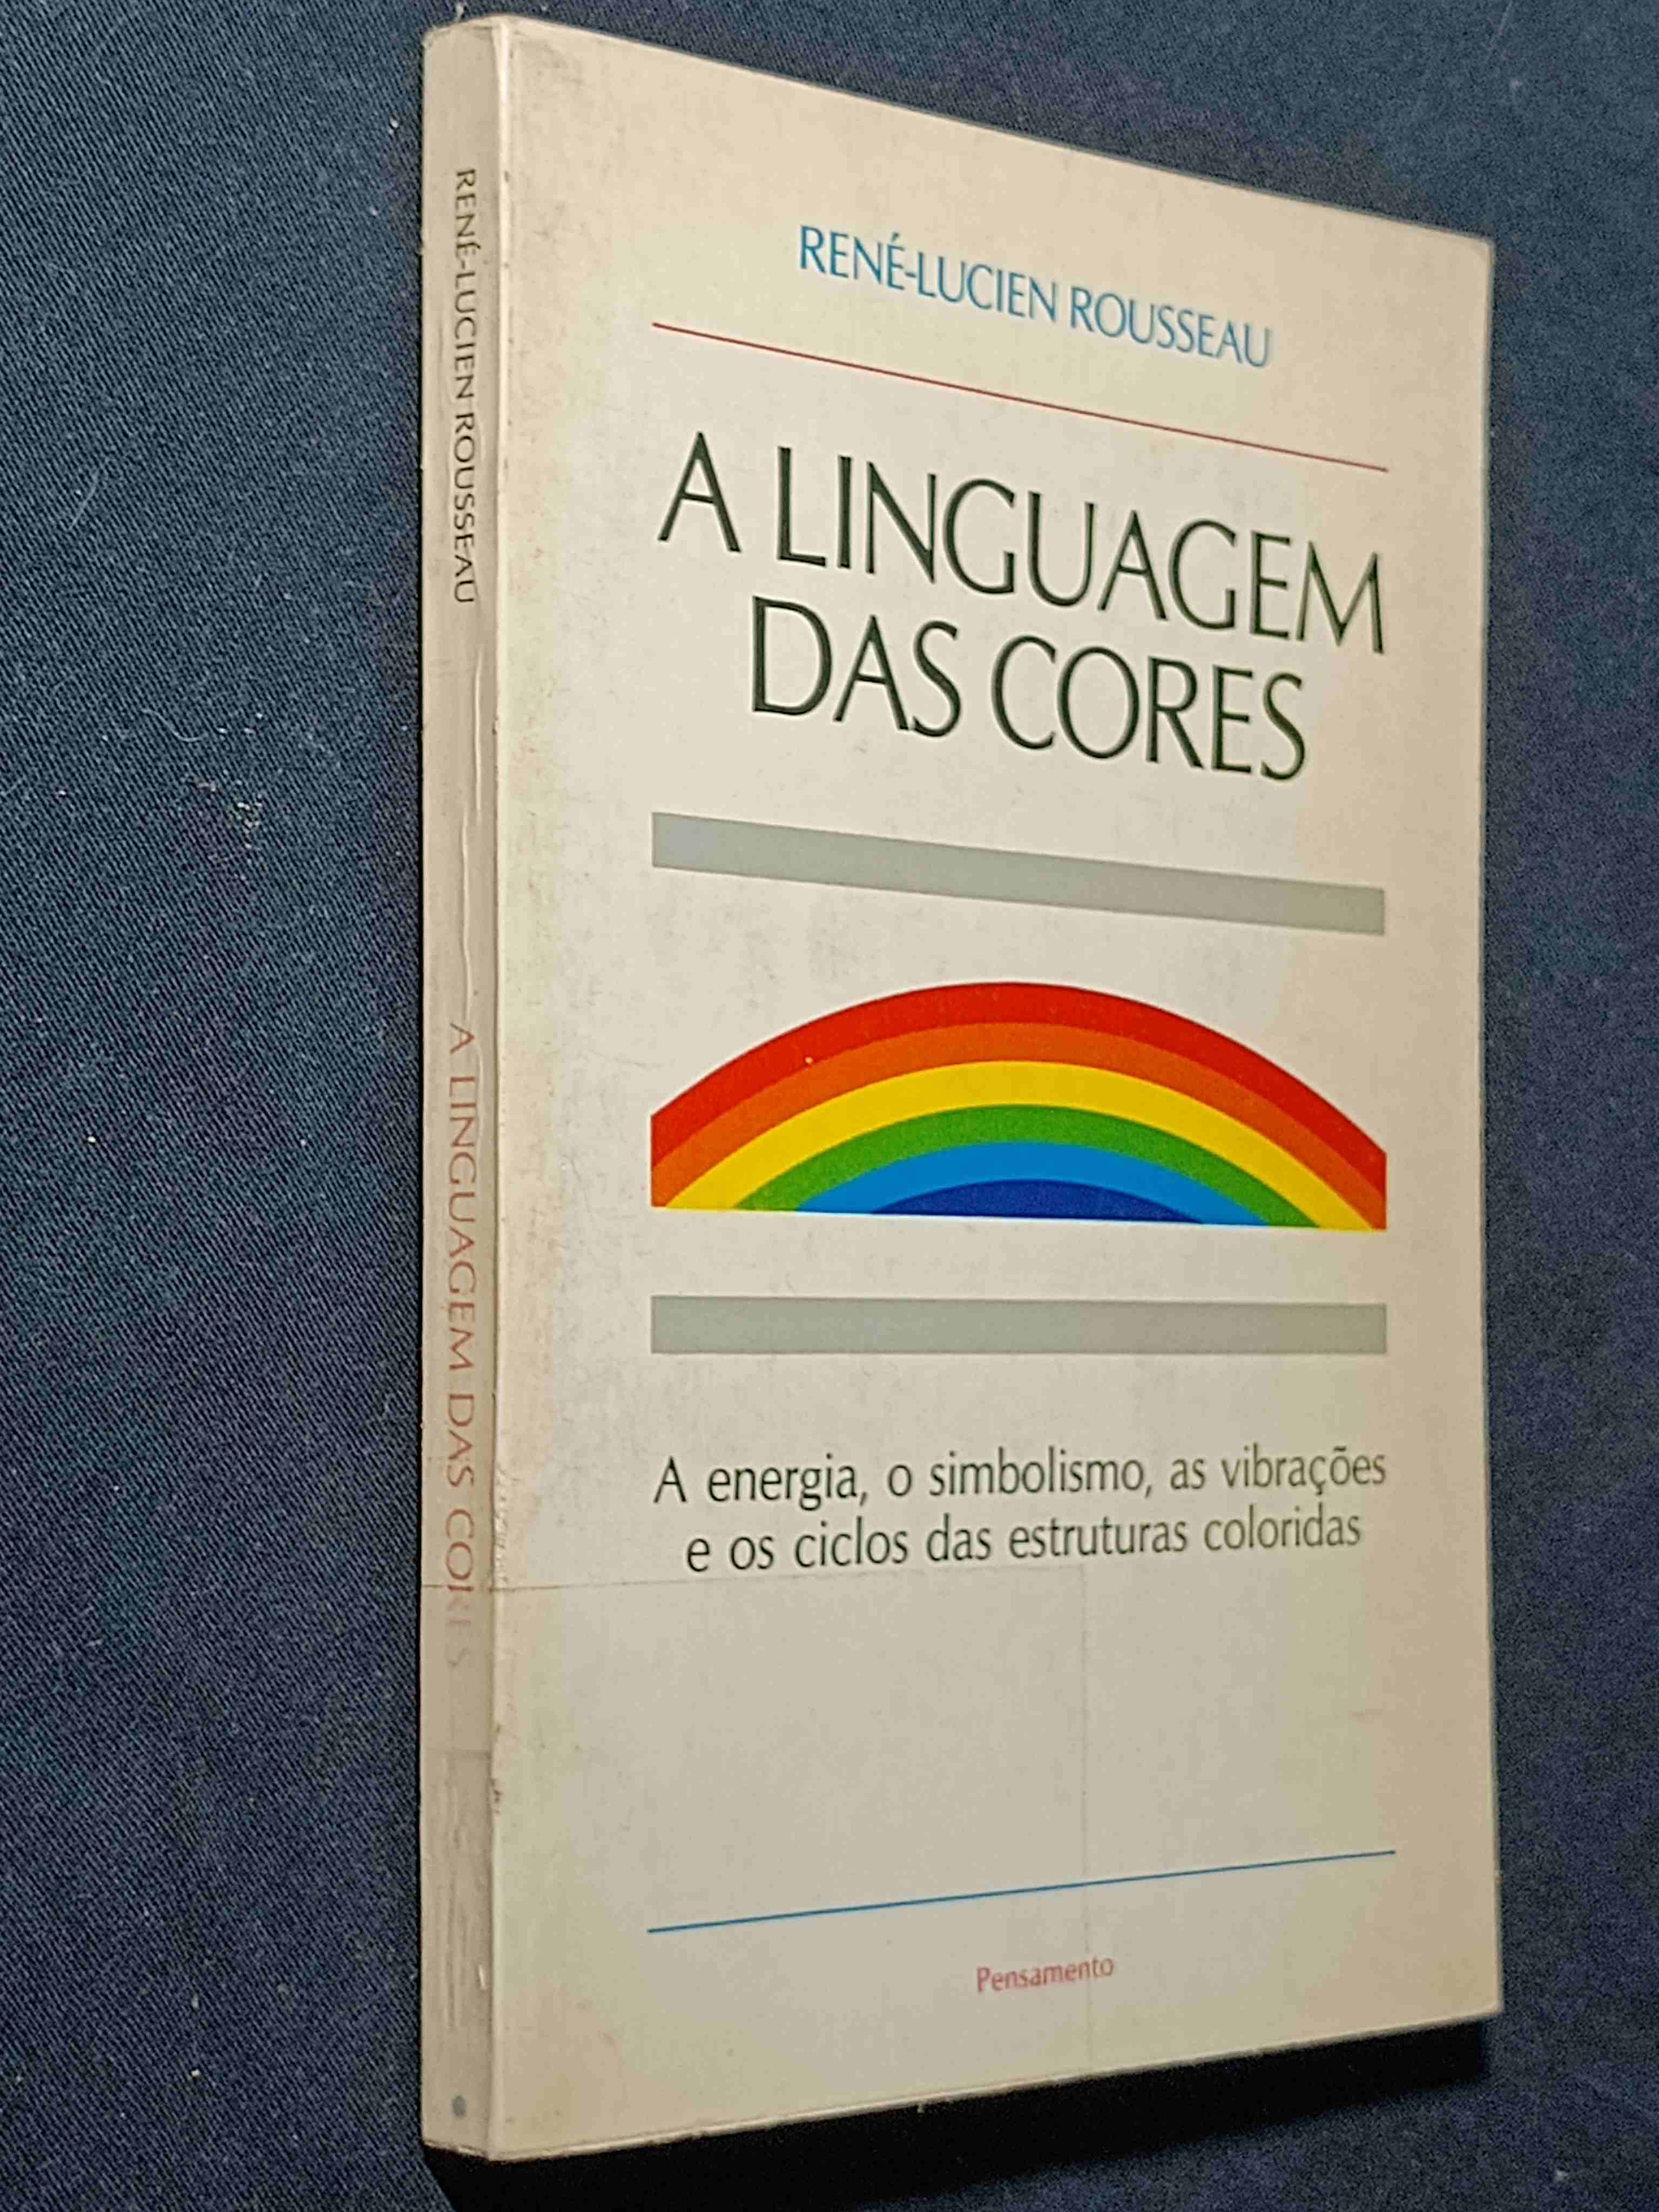 RENÉ-LUCIEN ROUSSEAU
A LINGUAGEM DAS CORES
RENÉ-LUCIEN ROUSSEAU
A LINGUAGEM
DAS CORES
A energia, o simbolismo, as vibrações
e os ciclos das estruturas coloridas
Pensamento